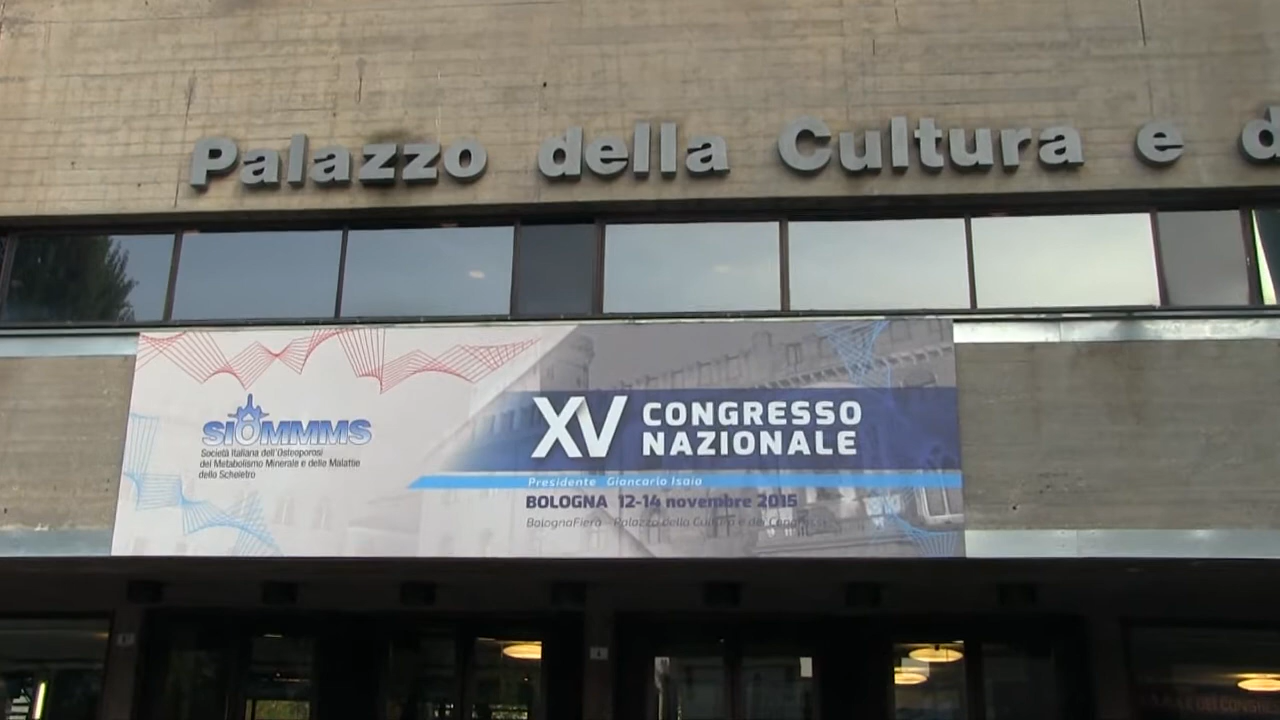 Palazzo della Cultura e d
SIOMMMS
Società Italiana dell'Osteoporosi
del Metabolismo Minerale e delle Malattie
dello Scheletro
XV CONGRESSO
NAZIONALE
Presidente Giancarlo Isaia
BOLOGNA 12-14 novembre 2015
BolognaFiera - Palazzo della Cultura e dei Congressi